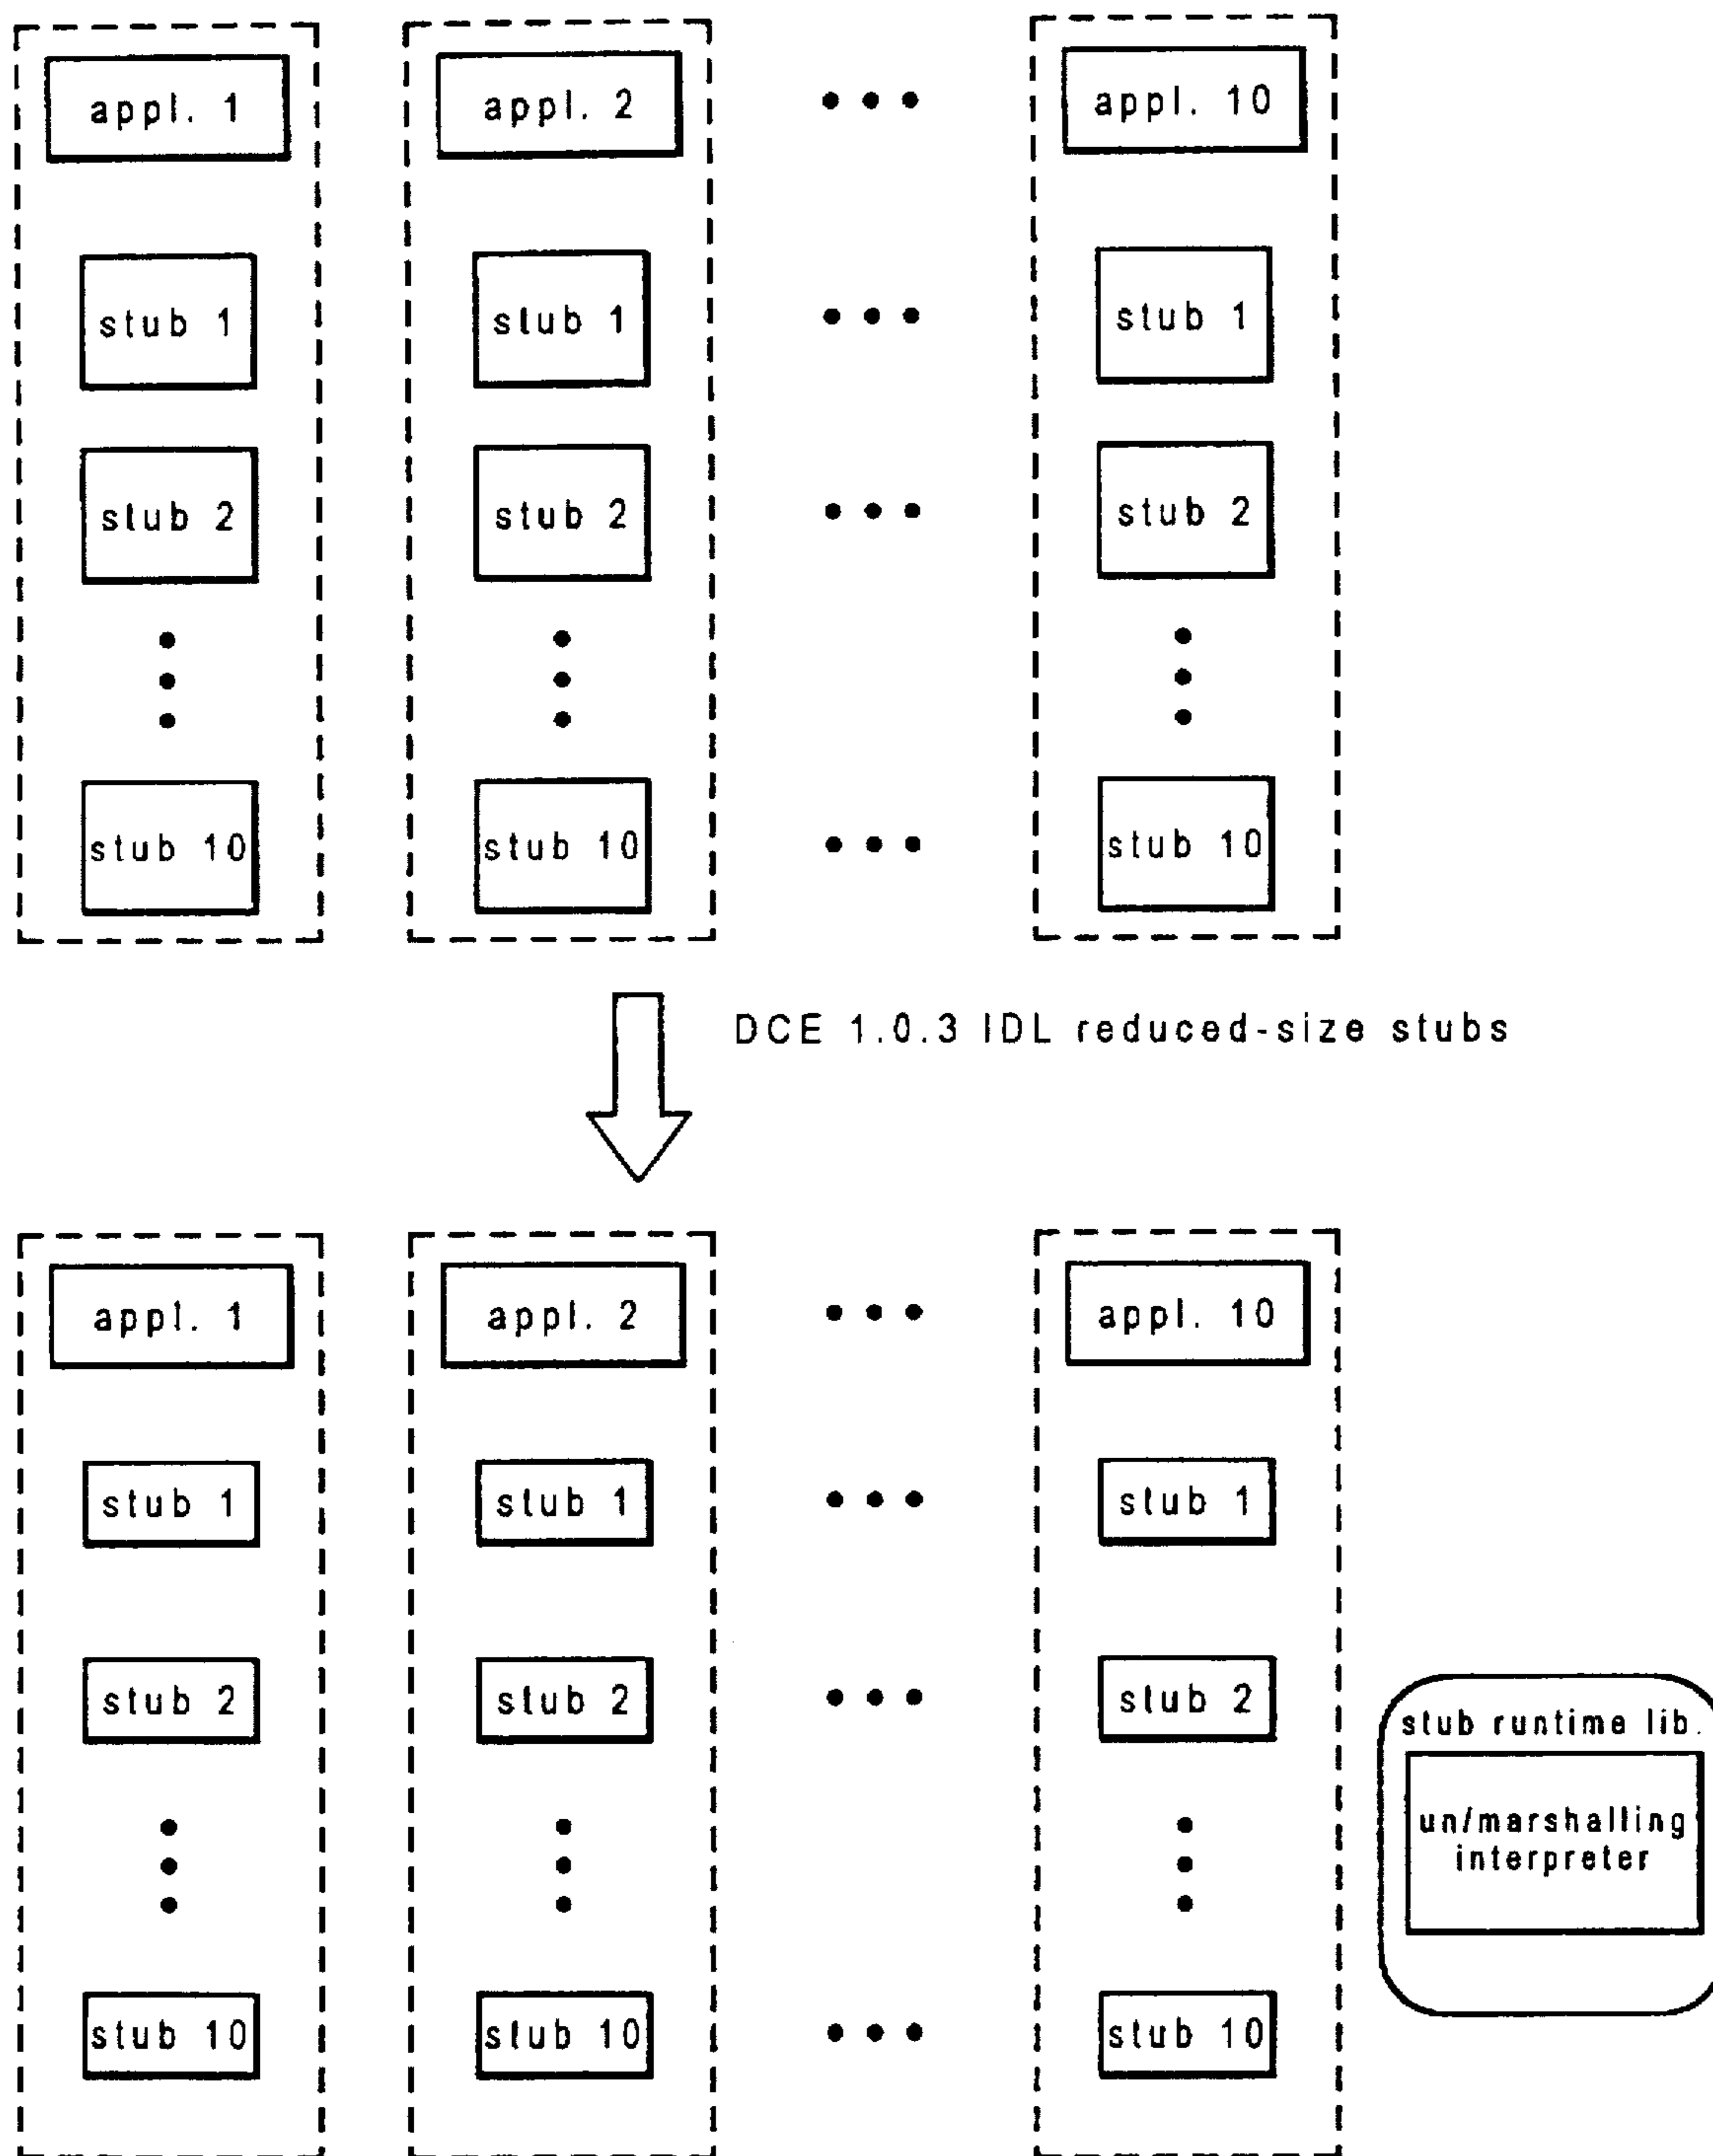 appl. 1
appl. 2
appl. 10
stub 1
stub 1
stub 1
stub 2
stub 2
stub 2
stub 10
stub 10
stub 10
DCE 1.0.3 IDL reduced-size stubs
appl. 1
appl. 2
appl. 10
stub 1
stub 1
stub 1
stub 2
stub 2
stub 2
stub runtime lib.
un/marshalling
interpreter
stub 10
stub 10
stub 10